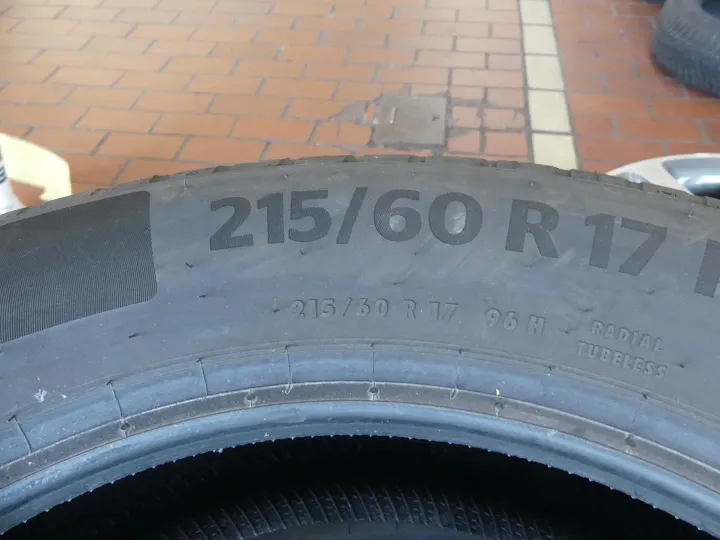 215/60 R 17
215/60 R 17 96 H
RADIAL
TUBELESS